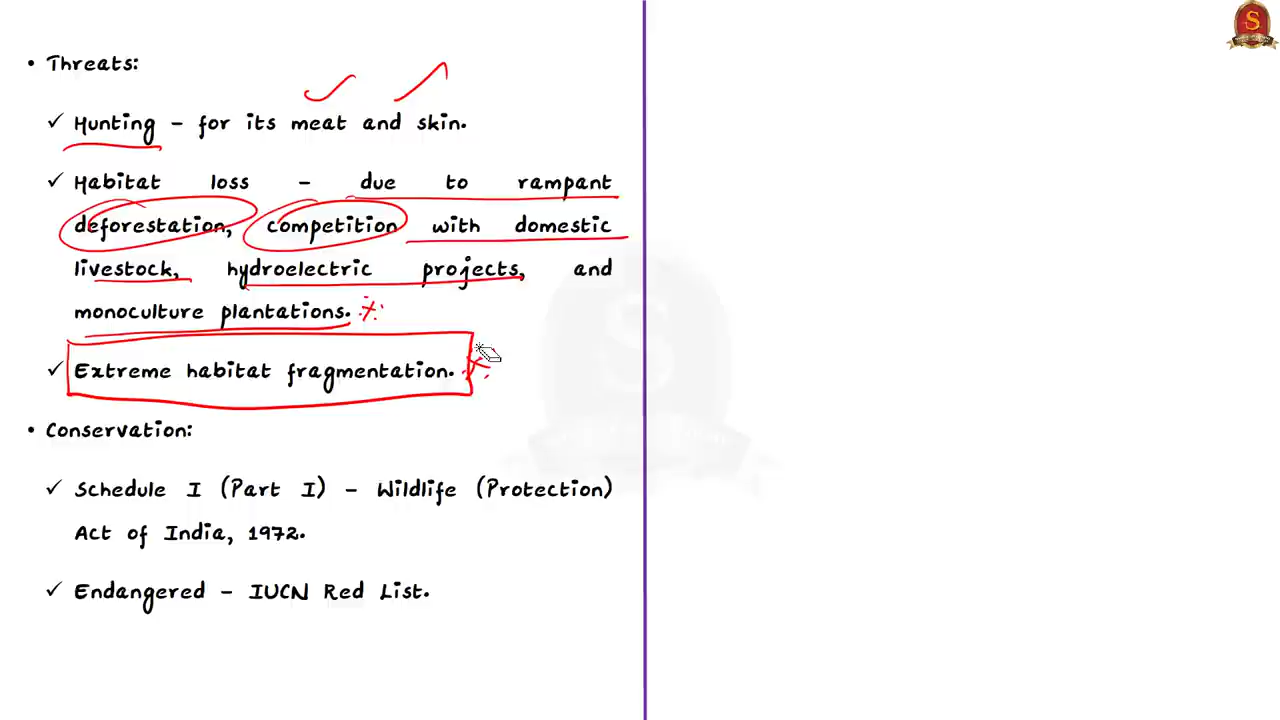 • Threats:
✓ Hunting – for its meat and skin.
✓ Habitat loss – due to rampant
deforestation, competition with domestic
livestock, hydroelectric projects, and
monoculture plantations.
✓ Extreme habitat fragmentation.
• Conservation:
✓ Schedule I (Part I) – Wildlife (Protection)
Act of India, 1972.
✓ Endangered – IUCN Red List.